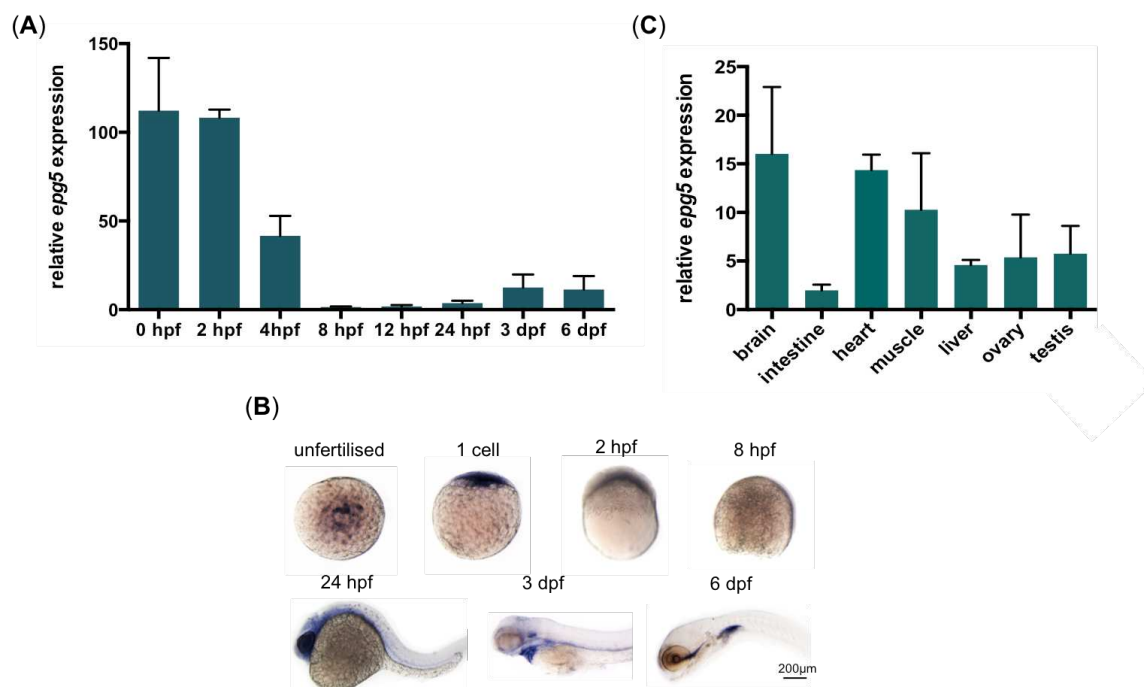 (A)
relative epg5 expression
150
100
50
0
0 hpf 2 hpf 4hpf 8 hpf 12 hpf 24 hpf 3 dpf 6 dpf
(C)
relative epg5 expression
25
20
15
10
5
0
brain
intestine
heart
muscle
liver
ovary
testis
(B)
unfertilised 1 cell 2 hpf 8 hpf
24 hpf 3 dpf 6 dpf
200µm